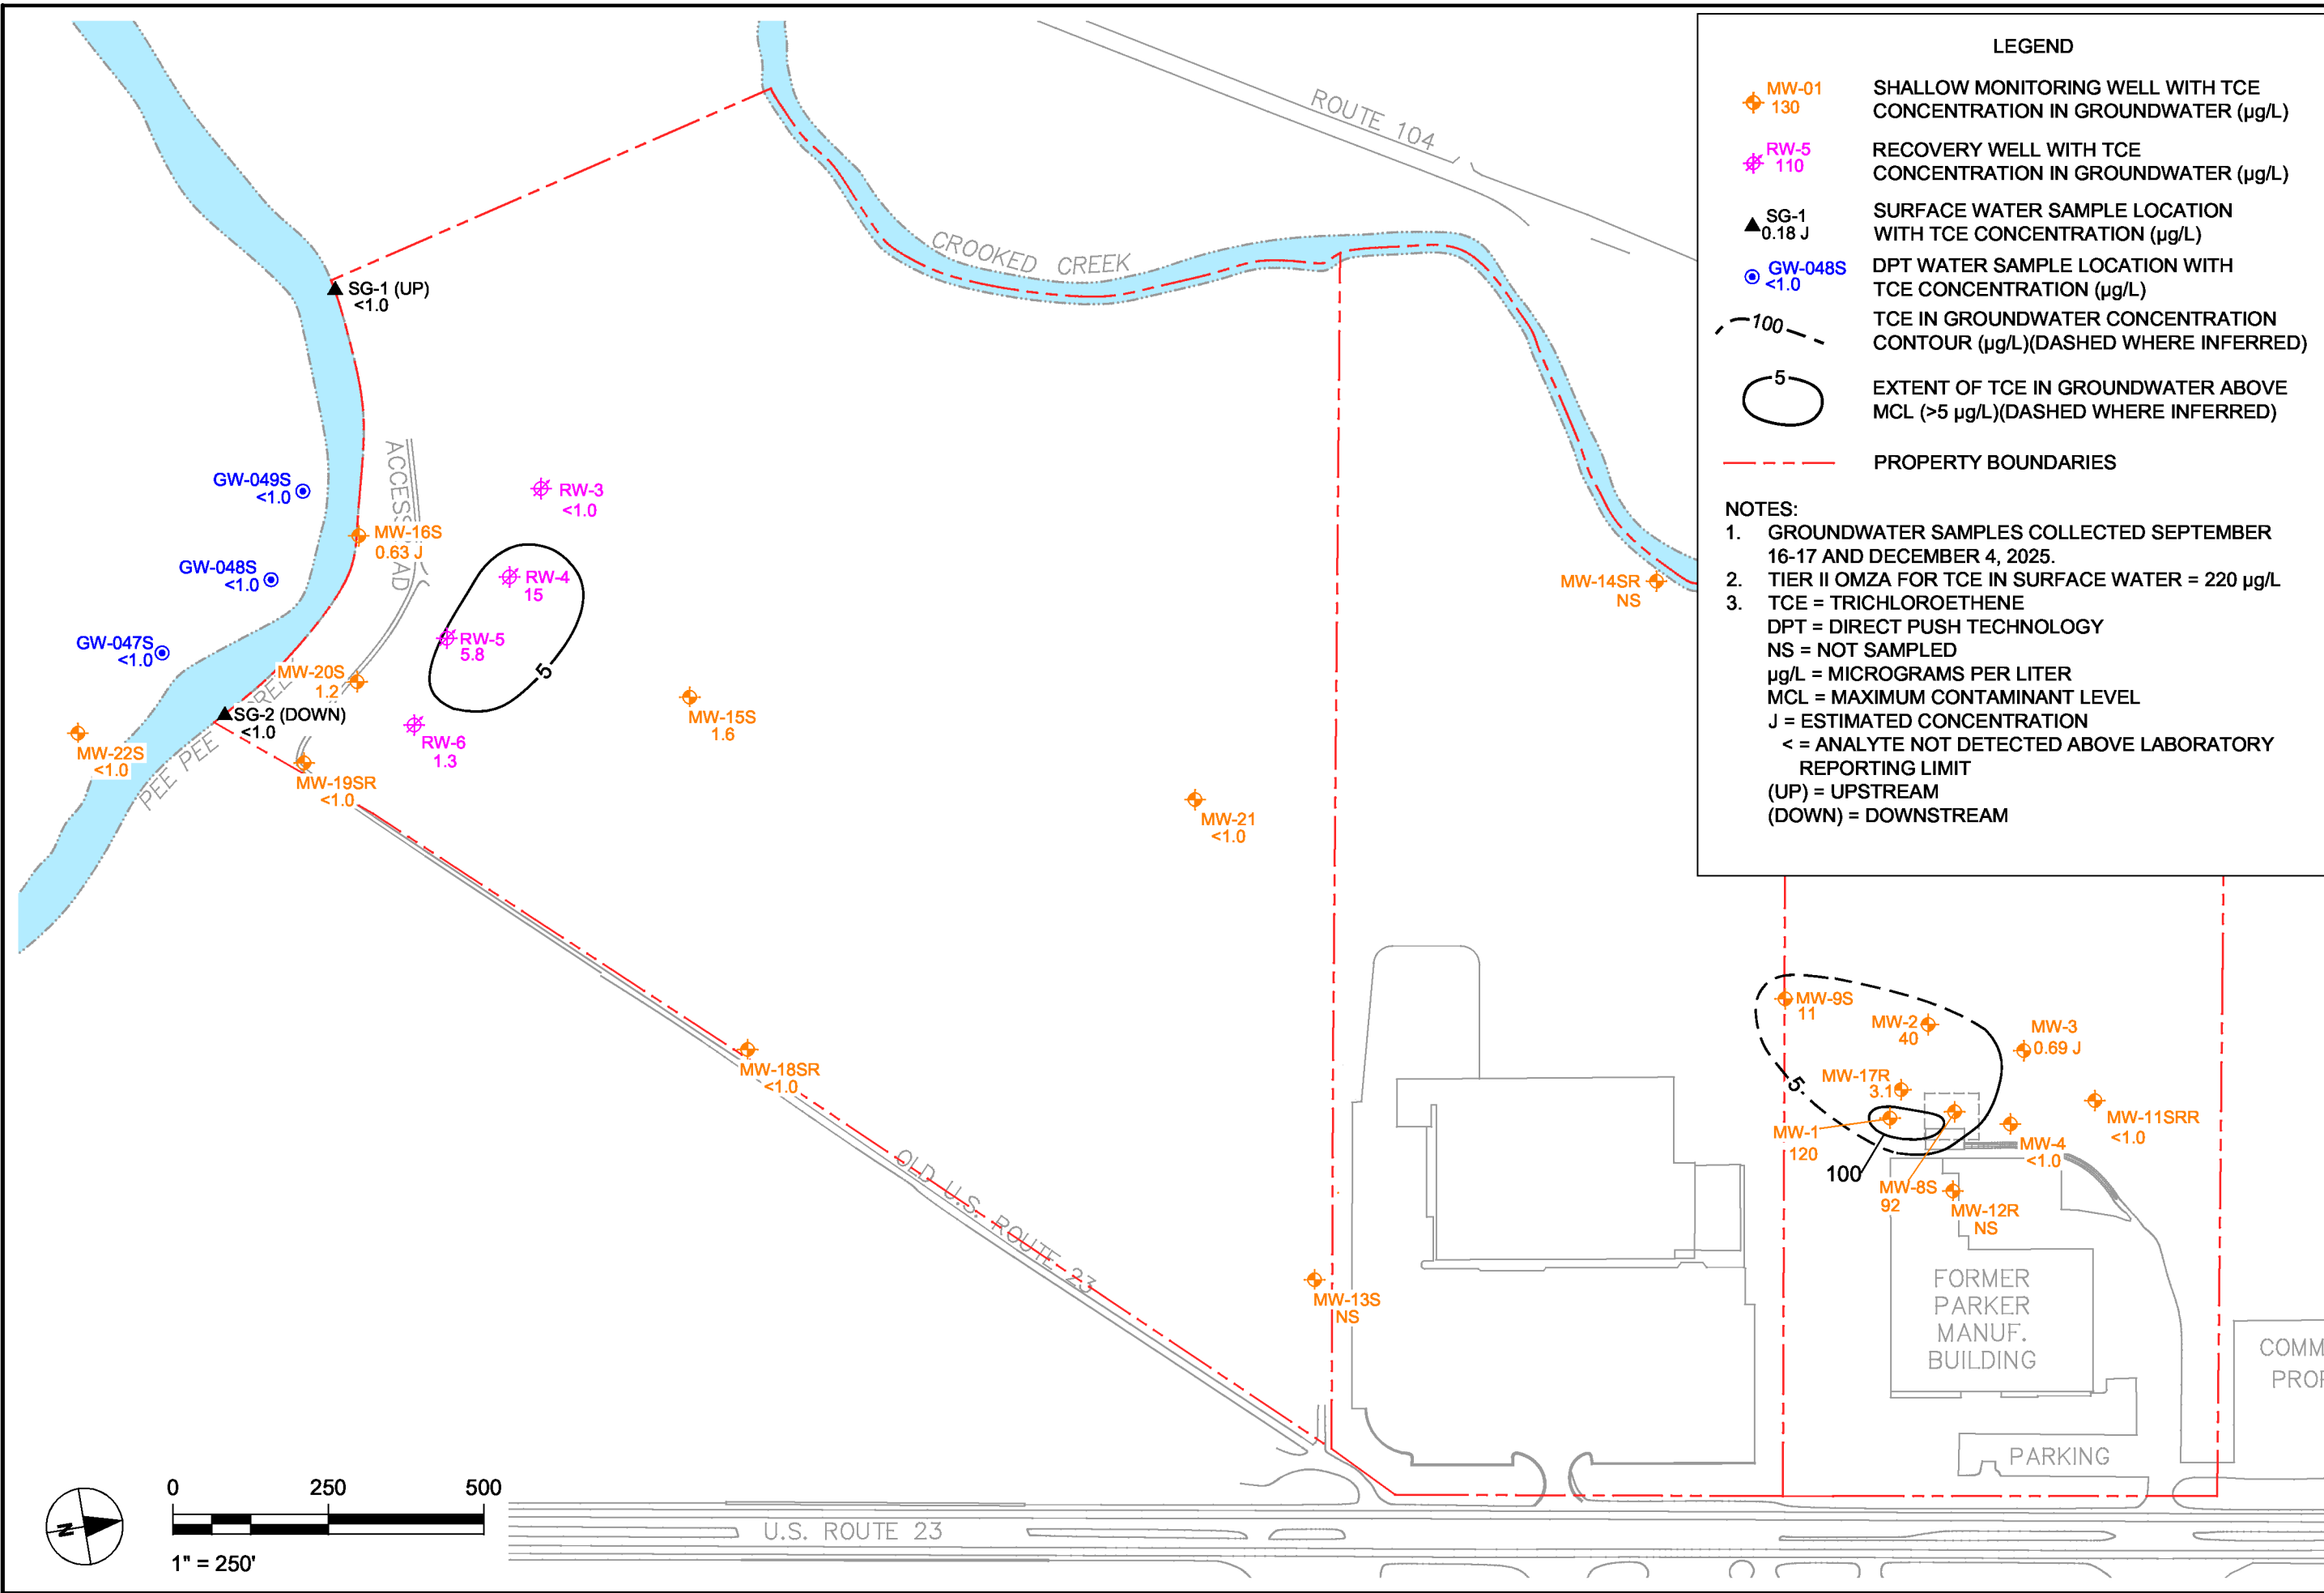 LEGEND
MW-01
130
SHALLOW MONITORING WELL WITH TCE
CONCENTRATION IN GROUNDWATER (µg/L)
RW-5
110
RECOVERY WELL WITH TCE
CONCENTRATION IN GROUNDWATER (µg/L)
SG-1
0.18 J
SURFACE WATER SAMPLE LOCATION
WITH TCE CONCENTRATION (µg/L)
GW-048S
<1.0
DPT WATER SAMPLE LOCATION WITH
TCE CONCENTRATION (µg/L)
100
TCE IN GROUNDWATER CONCENTRATION
CONTOUR (µg/L)(DASHED WHERE INFERRED)
5
EXTENT OF TCE IN GROUNDWATER ABOVE
MCL (>5 µg/L)(DASHED WHERE INFERRED)
PROPERTY BOUNDARIES
NOTES:
1. GROUNDWATER SAMPLES COLLECTED SEPTEMBER
16-17 AND DECEMBER 4, 2025.
2. TIER II OMZA FOR TCE IN SURFACE WATER = 220 µg/L
3. TCE = TRICHLOROETHENE
DPT = DIRECT PUSH TECHNOLOGY
NS = NOT SAMPLED
µg/L = MICROGRAMS PER LITER
MCL = MAXIMUM CONTAMINANT LEVEL
J = ESTIMATED CONCENTRATION
< = ANALYTE NOT DETECTED ABOVE LABORATORY
REPORTING LIMIT
(UP) = UPSTREAM
(DOWN) = DOWNSTREAM
ROUTE 104
CROOKED CREEK
SG-1 (UP)
<1.0
ACCESS
AD
GW-049S
<1.0
RW-3
<1.0
MW-16S
0.63 J
GW-048S
<1.0
RW-4
15
MW-14SR
NS
GW-047S
<1.0
RW-5
5.8
5
MW-20S
1.2
SG-2 (DOWN)
<1.0
PEE PEE
MW-22S
<1.0
RW-6
1.3
MW-15S
1.6
MW-19SR
<1.0
MW-21
<1.0
MW-18SR
<1.0
OLD U.S. ROUTE 23
MW-13S
NS
MW-9S
11
MW-2
40
MW-3
0.69 J
5
MW-17R
3.1
MW-11SRR
<1.0
MW-1
120
MW-4
<1.0
100
MW-8S
92
MW-12R
NS
FORMER
PARKER
MANUF.
BUILDING
COMM
PROP
PARKING
U.S. ROUTE 23
N
0 250 500
1" = 250'